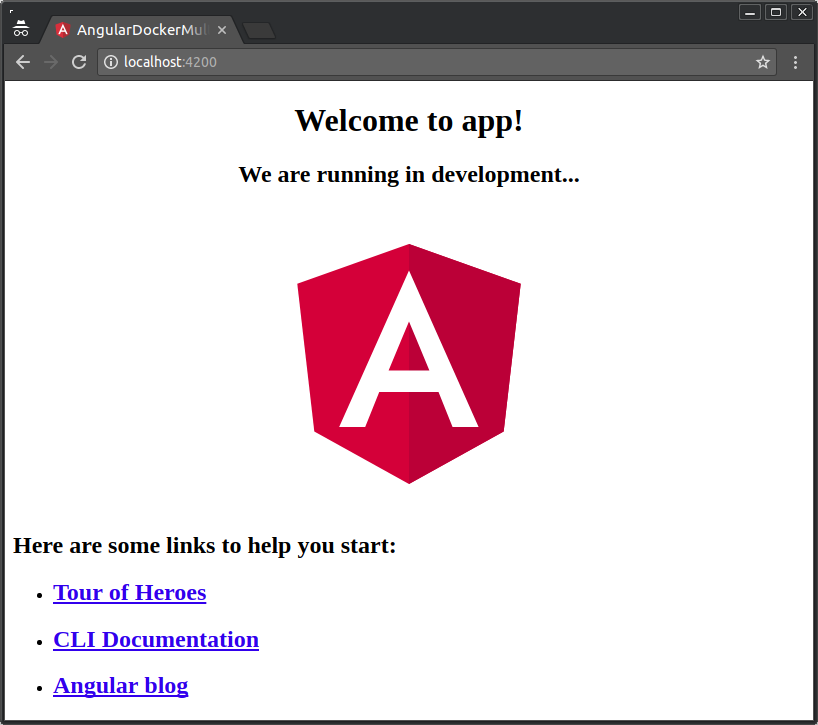 AngularDockerMul
localhost:4200
Welcome to app!
We are running in development...
A
Here are some links to help you start:
Tour of Heroes
CLI Documentation
Angular blog